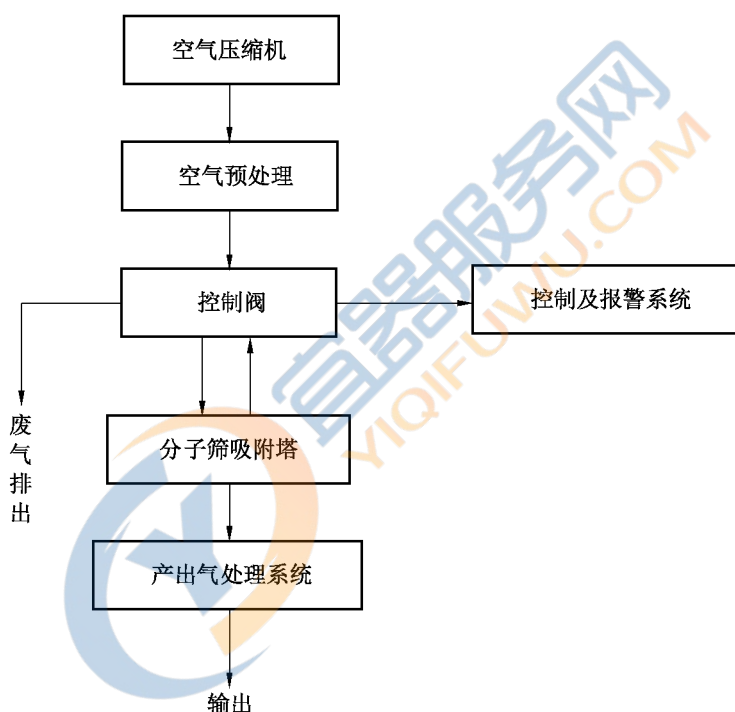 空气压缩机
空气预处理
控制阀
控制及报警系统
废气排出
分子筛吸附塔
产出气处理系统
输出
宜器服务网
YIQIFUWU.COM